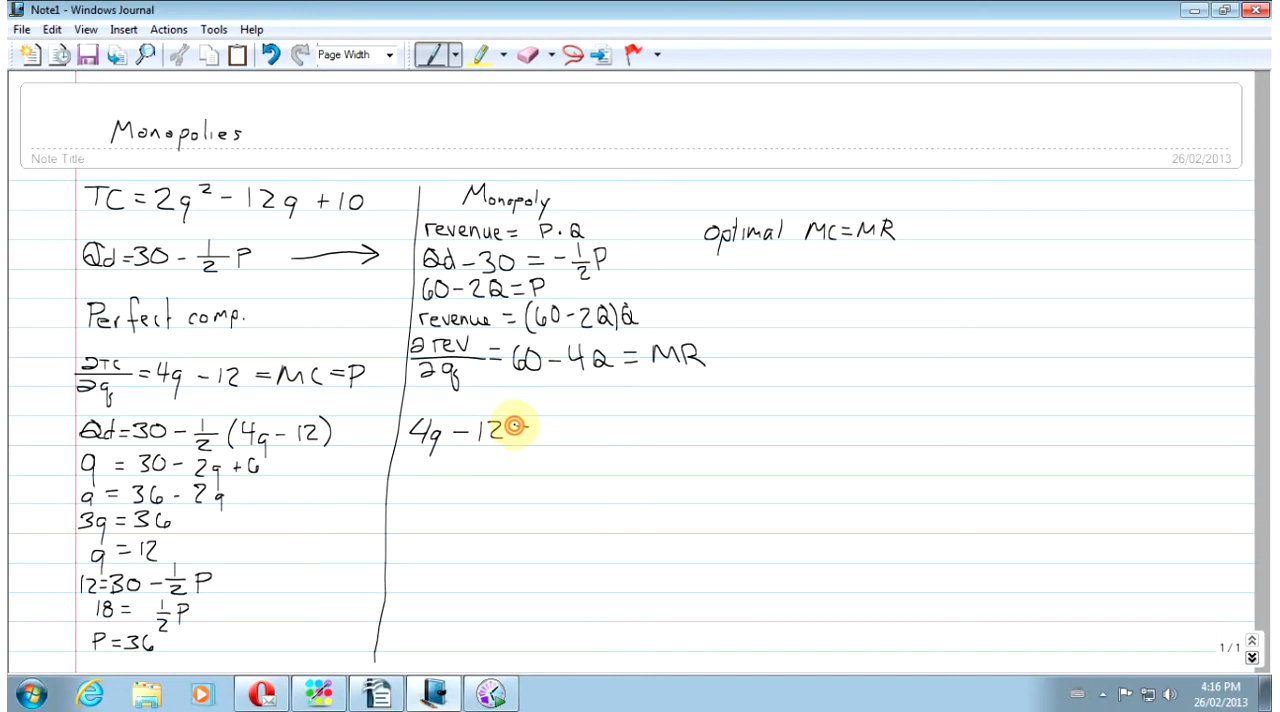 Note1 - Windows Journal
File Edit View Insert Actions Tools Help
Page Width
Monopolies
Note Title
26/02/2013
TC = 2q² - 12q + 10
Qd = 30 - 1/2 P
Perfect comp.
∂TC/∂q = 4q - 12 = MC = P
Qd = 30 - 1/2 (4q - 12)
q = 30 - 2q + 6
q = 36 - 2q
3q = 36
q = 12
12 = 30 - 1/2 P
18 = 1/2 P
P = 36
Monopoly
revenue = P · Q
Qd - 30 = - 1/2 P
60 - 2Q = P
revenue = (60 - 2Q)Q
∂rev/∂q = 60 - 4Q = MR
4q - 12
optimal MC = MR
1 / 1
4:16 PM
26/02/2013